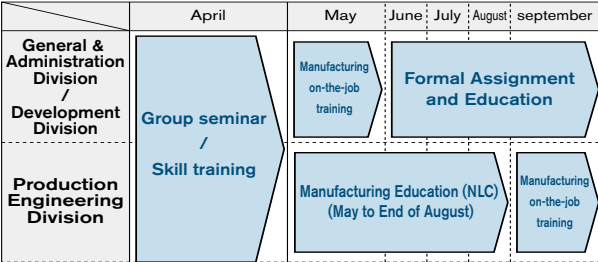 April
May
June
July
August
september
General &
Administration
Division
/
Development
Division
Group seminar
/
Skill training
Manufacturing
on-the-job
training
Formal Assignment
and Education
Production
Engineering
Division
Manufacturing Education (NLC)
(May to End of August)
Manufacturing
on-the-job
training